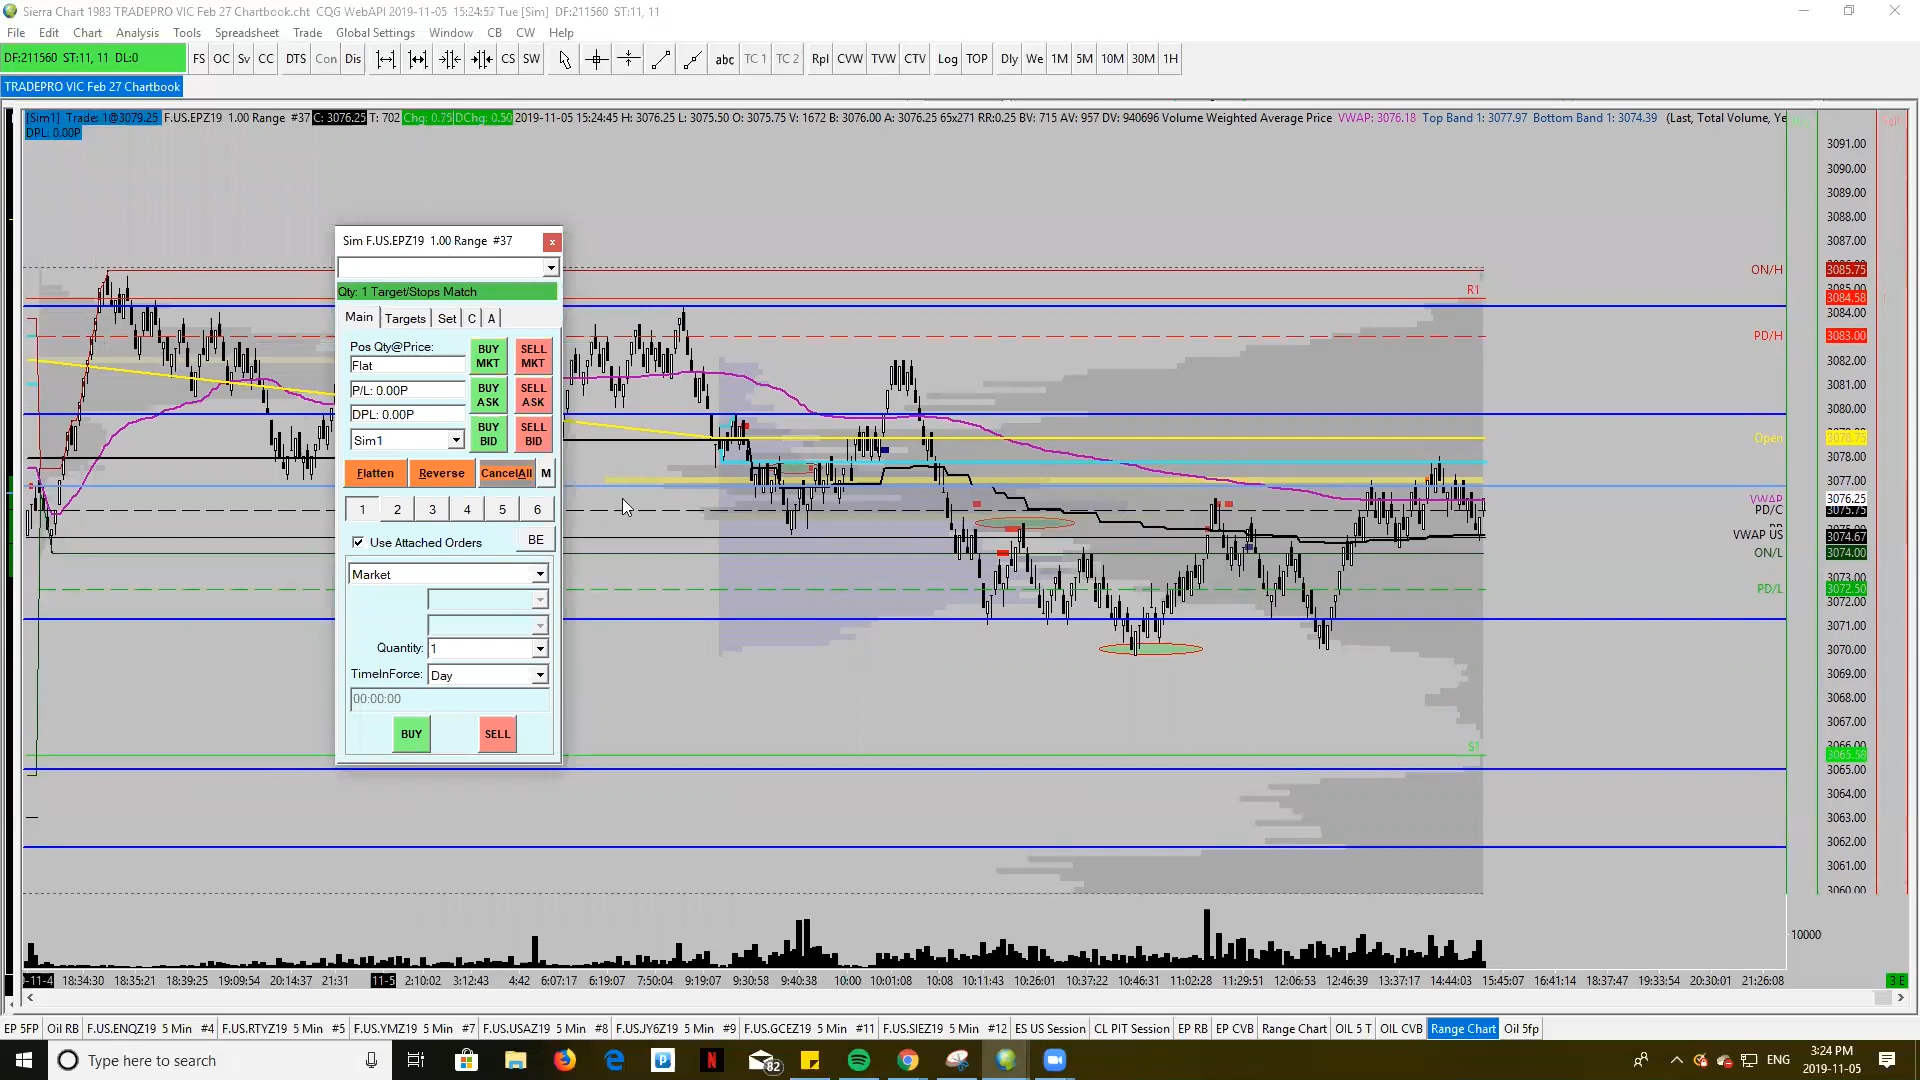 Sierra Chart 1983 TRADEPRO VIC Feb 27 Chartbook.cht  CQG WebAPI 2019-11-05  15:24:57 Tue [Sim]  DF:211560  ST:11, 11
File Edit Chart Analysis Tools Spreadsheet Trade Global Settings Window CB CW Help
DF:211560  ST:11, 11  DL:0 FS OC Sv CC DTS Con Dis CS SW abc TC 1 TC 2 Rpl CVW TVW CTV Log TOP Dly We 1M 5M 10M 30M 1H
TRADEPRO VIC Feb 27 Chartbook
[Sim1]  Trade: 1@3079.25 F.US.EPZ19  1.00 Range  #37 C: 3076.25 T: 702 Chg: 0.75 DChg: 0.50 2019-11-05 15:24:45 H: 3076.25 L: 3075.50 O: 3075.75 V: 1672 B: 3076.00 A: 3076.25 65x271 RR:0.25 BV: 715 AV: 957 DV: 940696 Volume Weighted Average Price VWAP: 3076.18 Top Band 1: 3077.97 Bottom Band 1: 3074.39 (Last, Total Volume, Ye
DPL: 0.00P
3091.00
3090.00
3089.00
3088.00
3087.00
ON/H 3085.75
R1 3084.58
3084.00
PD/H 3083.00
3082.00
3081.00
3080.00
Open 3078.75
3078.00
3077.00
VWAP 3076.25
PD/C 3075.75
VWAP US 3074.67
ON/L 3074.00
3073.00
PD/L 3072.50
3072.00
3071.00
3070.00
3069.00
3068.00
3067.00
S1
3065.00
3064.00
3063.00
3062.00
3061.00
3060.00
10000
Sim F.US.EPZ19  1.00 Range  #37 x
Qty: 1 Target/Stops Match
Main Targets Set C A
Pos Qty@Price:
Flat
BUY MKT
SELL MKT
P/L: 0.00P
BUY ASK
SELL ASK
DPL: 0.00P
Sim1
BUY BID
SELL BID
Flatten Reverse CancelAll M
1 2 3 4 5 6
Use Attached Orders BE
Market
Quantity: 1
TimeInForce: Day
00:00:00
BUY SELL
-11-4 18:34:30 18:35:21 18:39:25 19:09:54 20:14:37 21:31 11-5 2:10:02 3:12:43 4:42 6:07:17 6:19:07 7:50:04 9:19:07 9:30:58 9:40:38 10:00 10:01:08 10:08 10:11:43 10:26:01 10:37:22 10:46:31 11:02:28 11:29:51 12:06:53 12:46:39 13:37:17 14:44:03 15:45:07 16:41:14 18:37:47 19:33:54 20:30:01 21:26:08 3 E
EP 5FP Oil RB F.US.ENQZ19  5 Min  #4 F.US.RTYZ19  5 Min  #5 F.US.YMZ19  5 Min  #7 F.US.USAZ19  5 Min  #8 F.US.JY6Z19  5 Min  #9 F.US.GCEZ19  5 Min  #11 F.US.SIEZ19  5 Min  #12 ES US Session CL PIT Session EP RB EP CVB Range Chart OIL 5 T OIL CVB Range Chart Oil 5fp
Type here to search 82 ENG 3:24 PM
2019-11-05